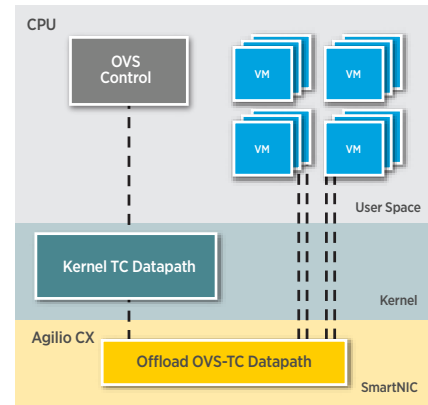 CPU
OVS
Control
VM
VM
VM
VM
User Space
Kernel TC Datapath
Kernel
Agilio CX
Offload OVS-TC Datapath
SmartNIC